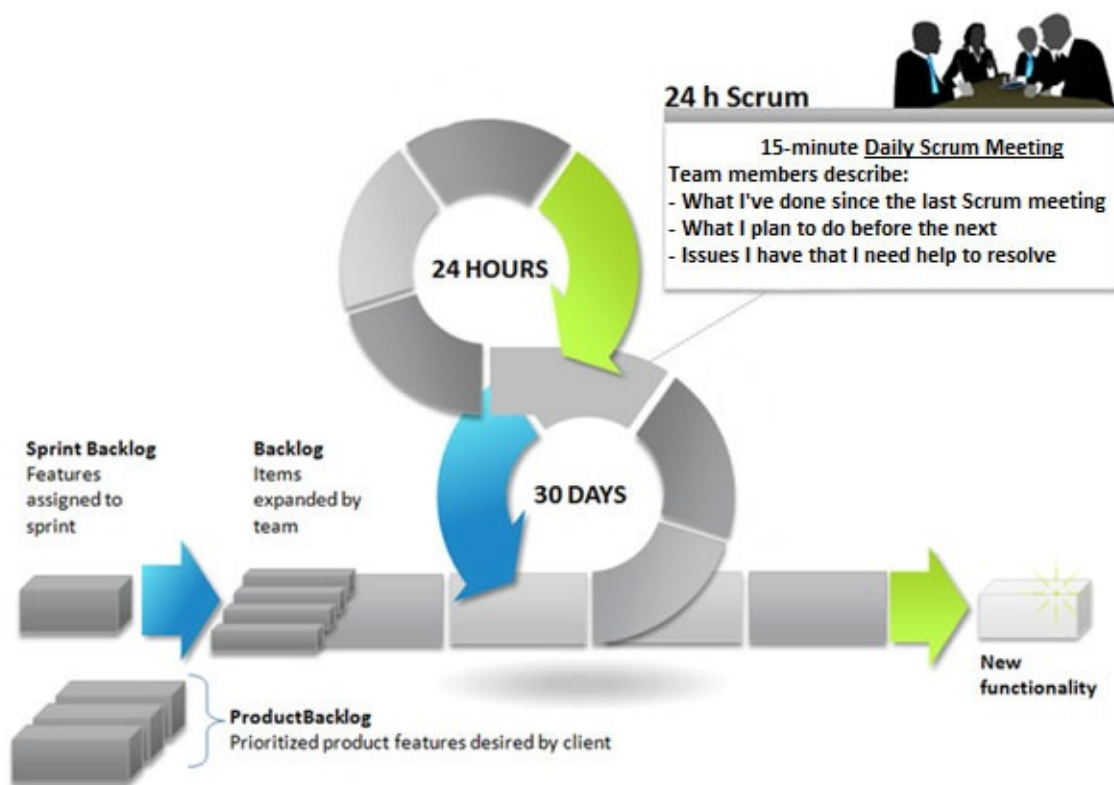 24 h Scrum
15-minute Daily Scrum Meeting
Team members describe:
- What I've done since the last Scrum meeting
- What I plan to do before the next
- Issues I have that I need help to resolve
24 HOURS
30 DAYS
Sprint Backlog
Features
assigned to
sprint
Backlog
Items
expanded by
team
New
functionality
ProductBacklog
Prioritized product features desired by client